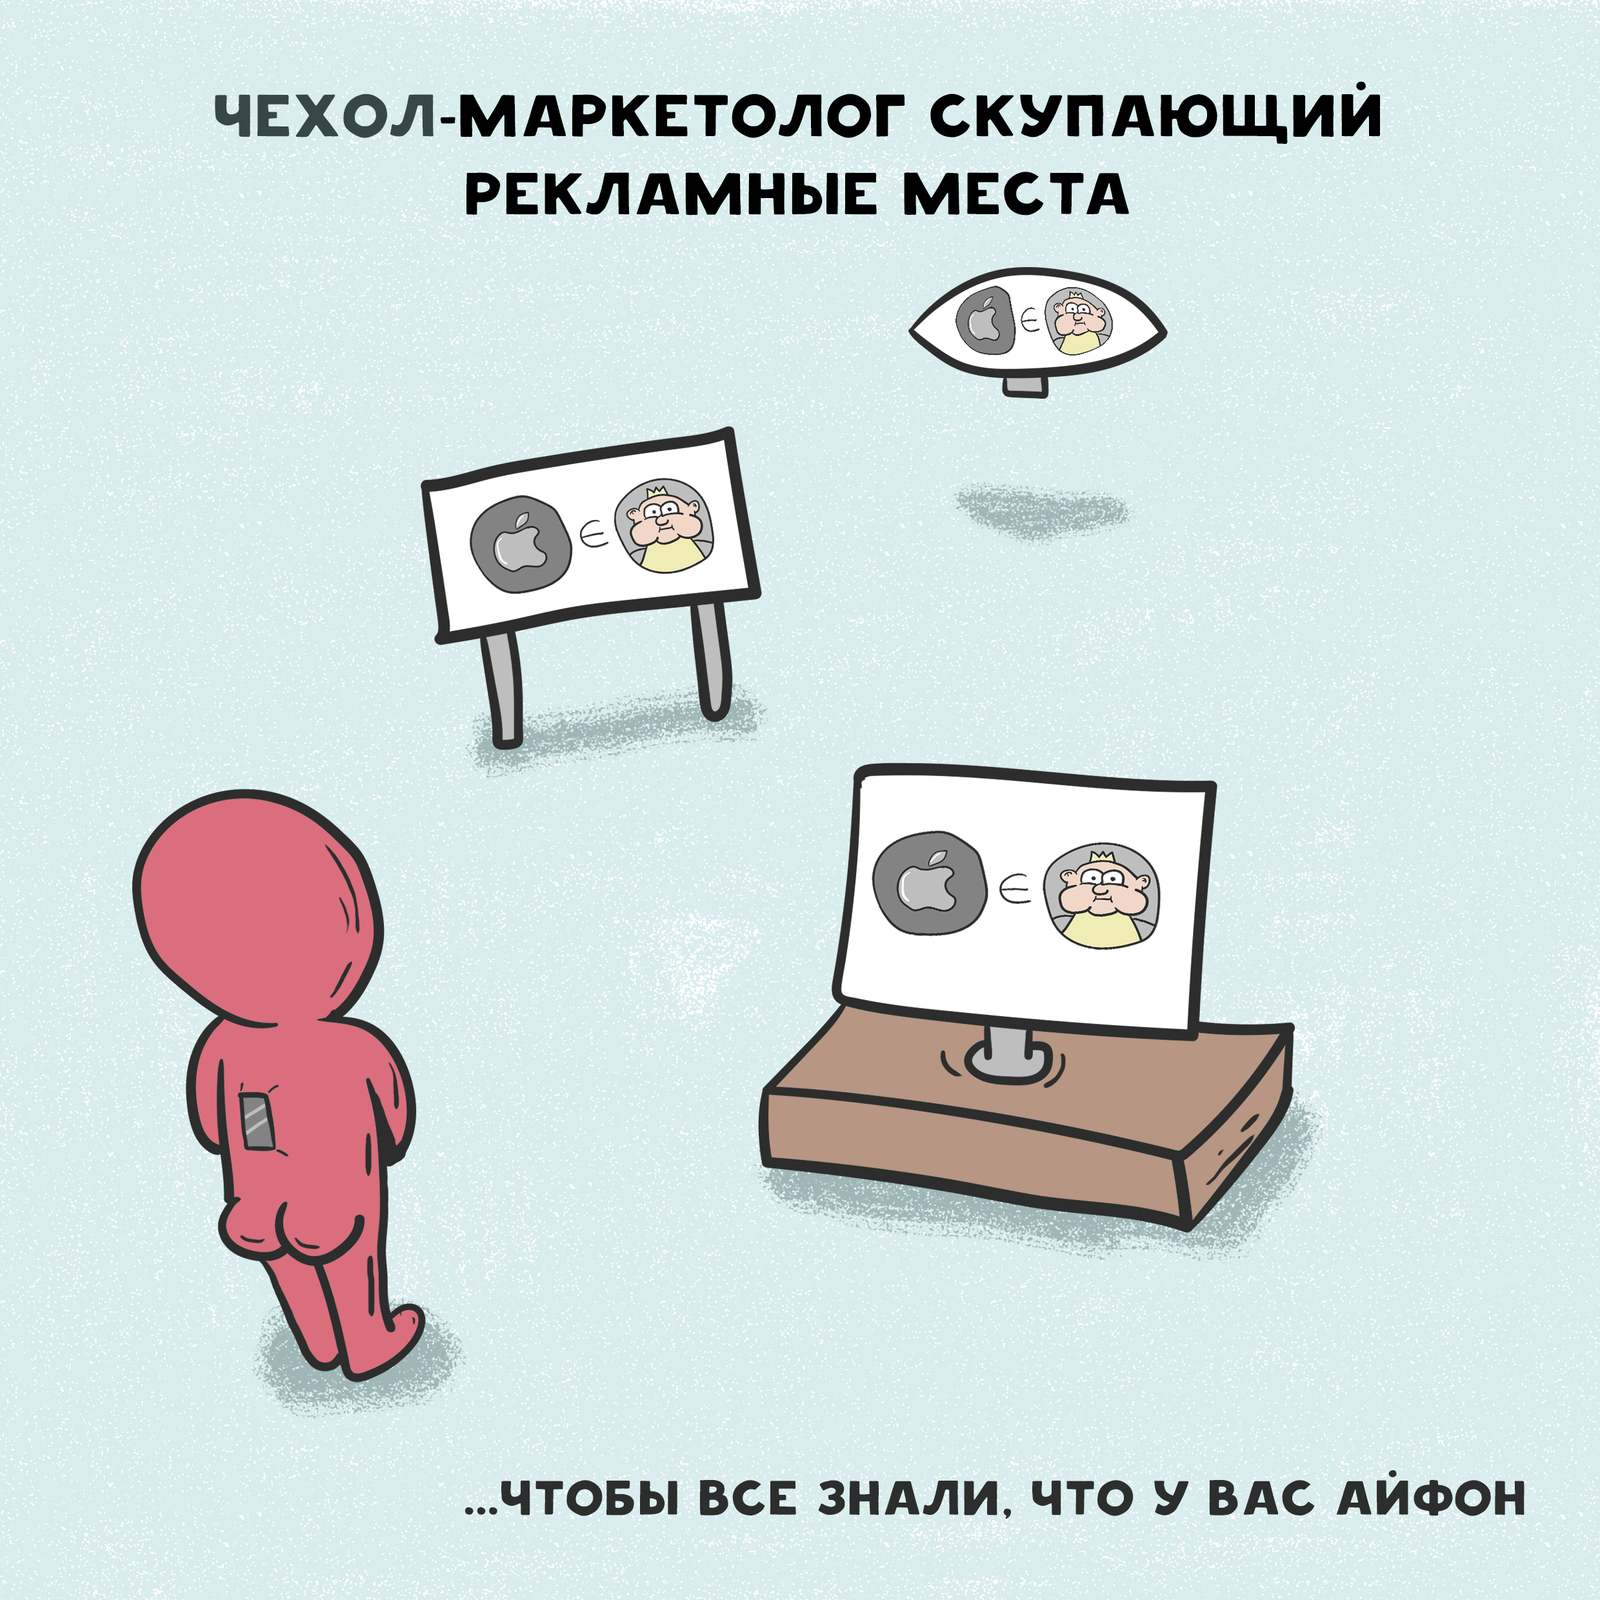 ЧЕХОЛ-МАРКЕТОЛОГ СКУПАЮЩИЙ
РЕКЛАМНЫЕ МЕСТА
∈
∈
∈
...ЧТОБЫ ВСЕ ЗНАЛИ, ЧТО У ВАС АЙФОН